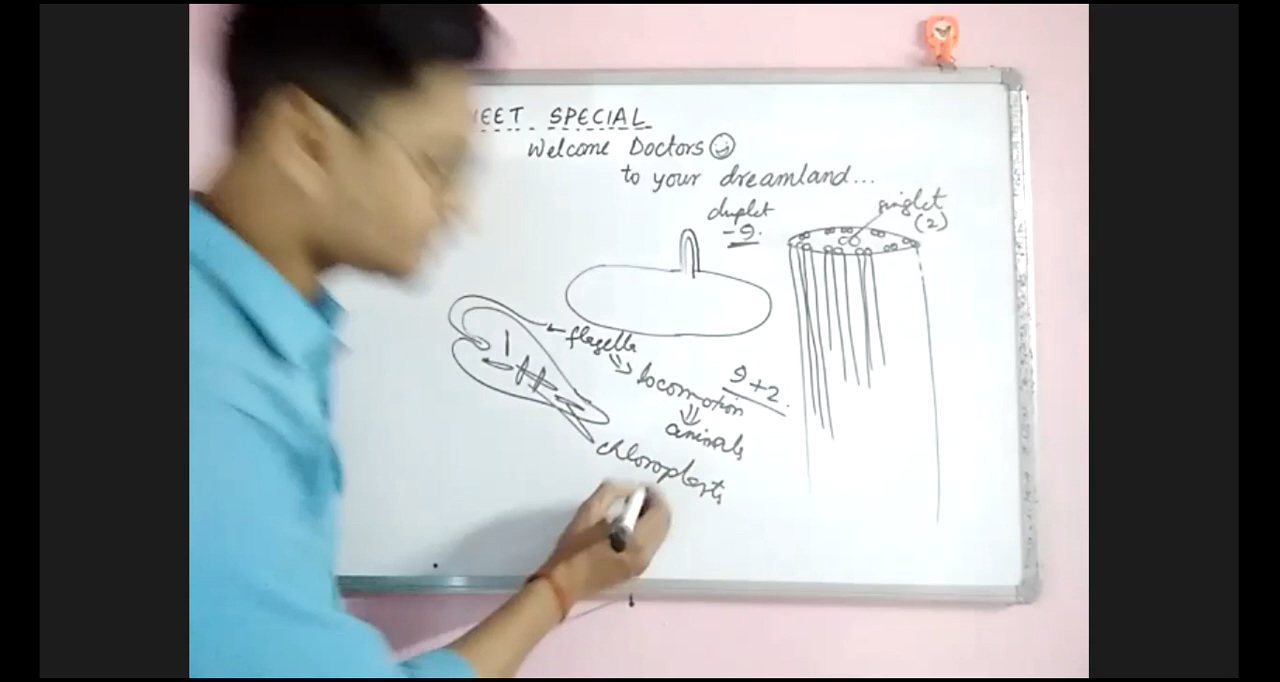 NEET SPECIAL
Welcome Doctors
to your dreamland...
duplet
- 9.
singlet
(2)
flagella
locomotion
9 + 2.
animals
chloroplasts